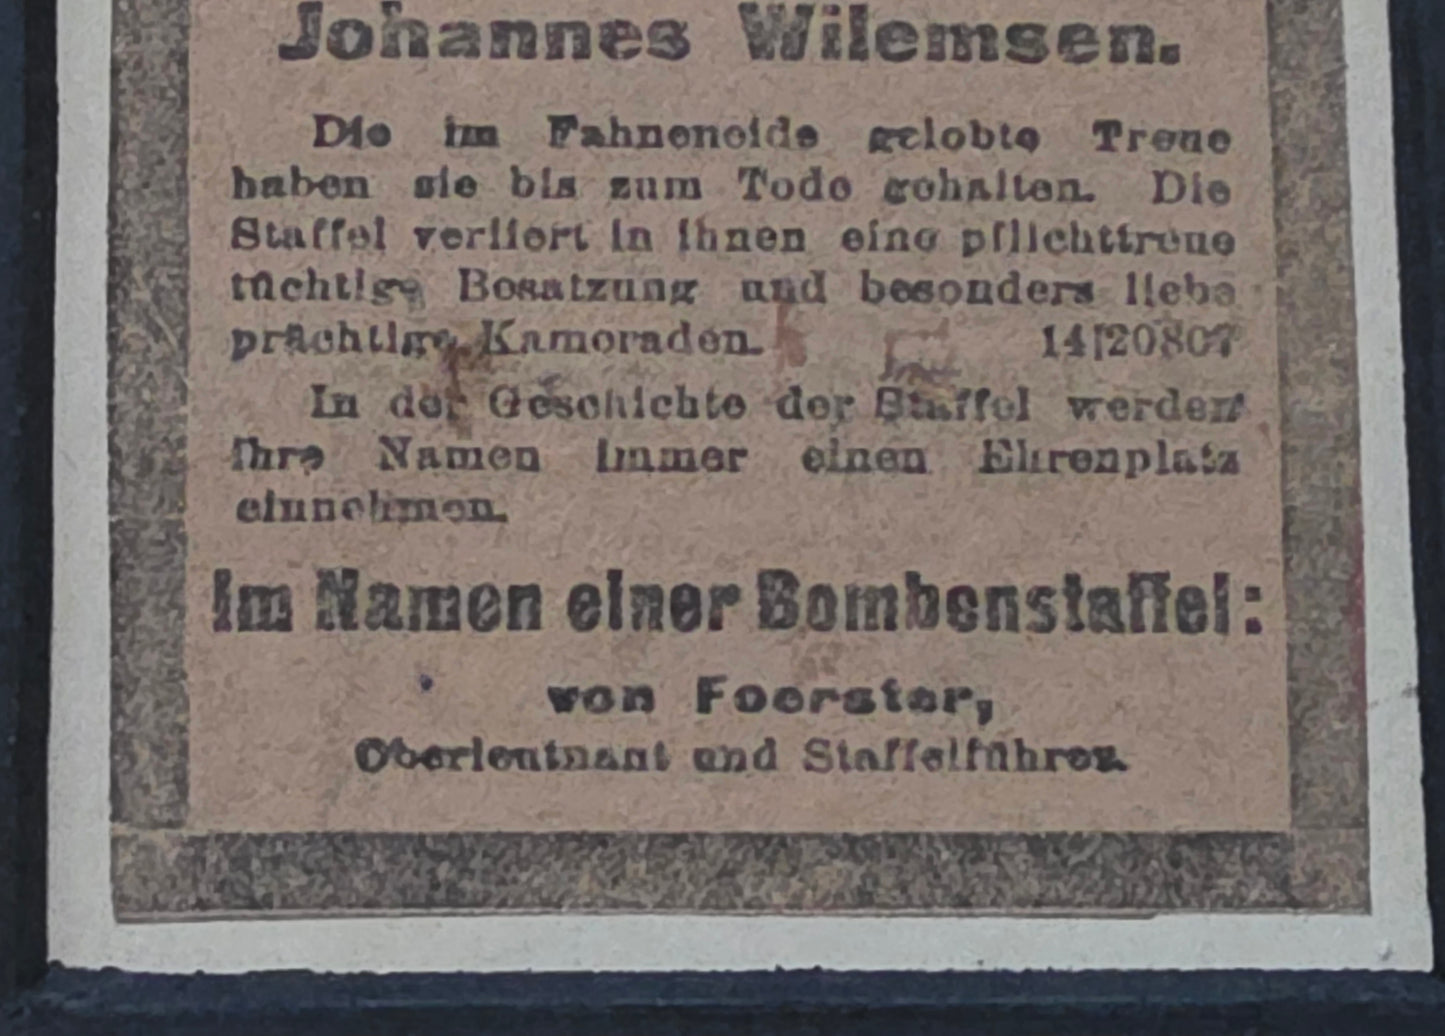 Johannes Wilemsen.
Die im Fahneneide gelobte Treue
haben sie bis zum Tode gehalten. Die
Staffel verliert in ihnen eine pflichttreue
tüchtige Besatzung und besonders liebe
prächtige Kameraden. 14|20807
In der Geschichte der Staffel werden
ihre Namen immer einen Ehrenplatz
einnehmen.
Im Namen einer Bombenstaffel:
von Foerster,
Oberleutnant und Staffelführer.